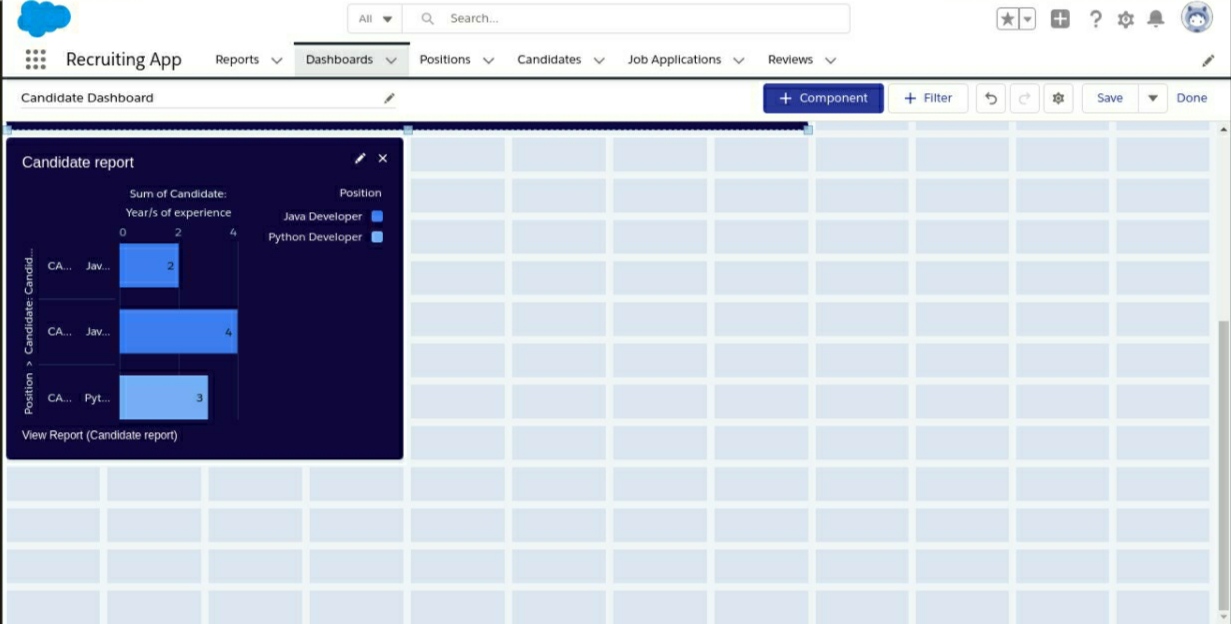 All
Search...
Recruiting App
Reports
Dashboards
Positions
Candidates
Job Applications
Reviews
Candidate Dashboard
+ Component
+ Filter
Save
Done
Candidate report
Sum of Candidate:
Year/s of experience
0 2 4
Position
Java Developer
Python Developer
Position > Candidate: Candid...
CA... Jav... 2
CA... Jav... 4
CA... Pyt... 3
View Report (Candidate report)